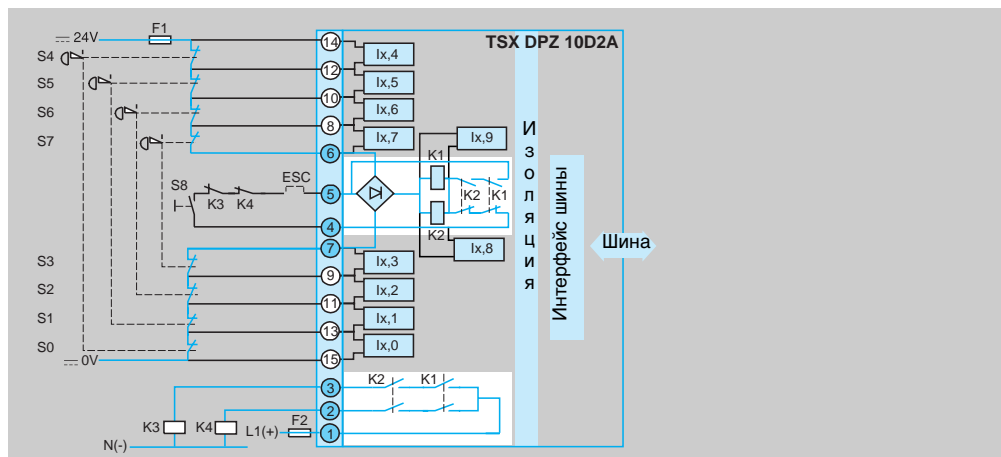 24V
F1
14
TSX DPZ 10D2A
S4
Ix,4
12
S5
Ix,5
10
S6
Ix,6
8
S7
Ix,7
Ix,9
6
K1
S8
K3
K4
ESC
5
K2
K1
4
K2
7
Ix,8
S3
Ix,3
9
S2
Ix,2
11
S1
Ix,1
13
S0
Ix,0
0V
15
Изоляция
Интерфейс шины
Шина
3
K2
K1
2
K3
K4
L1(+)
F2
1
N(-)